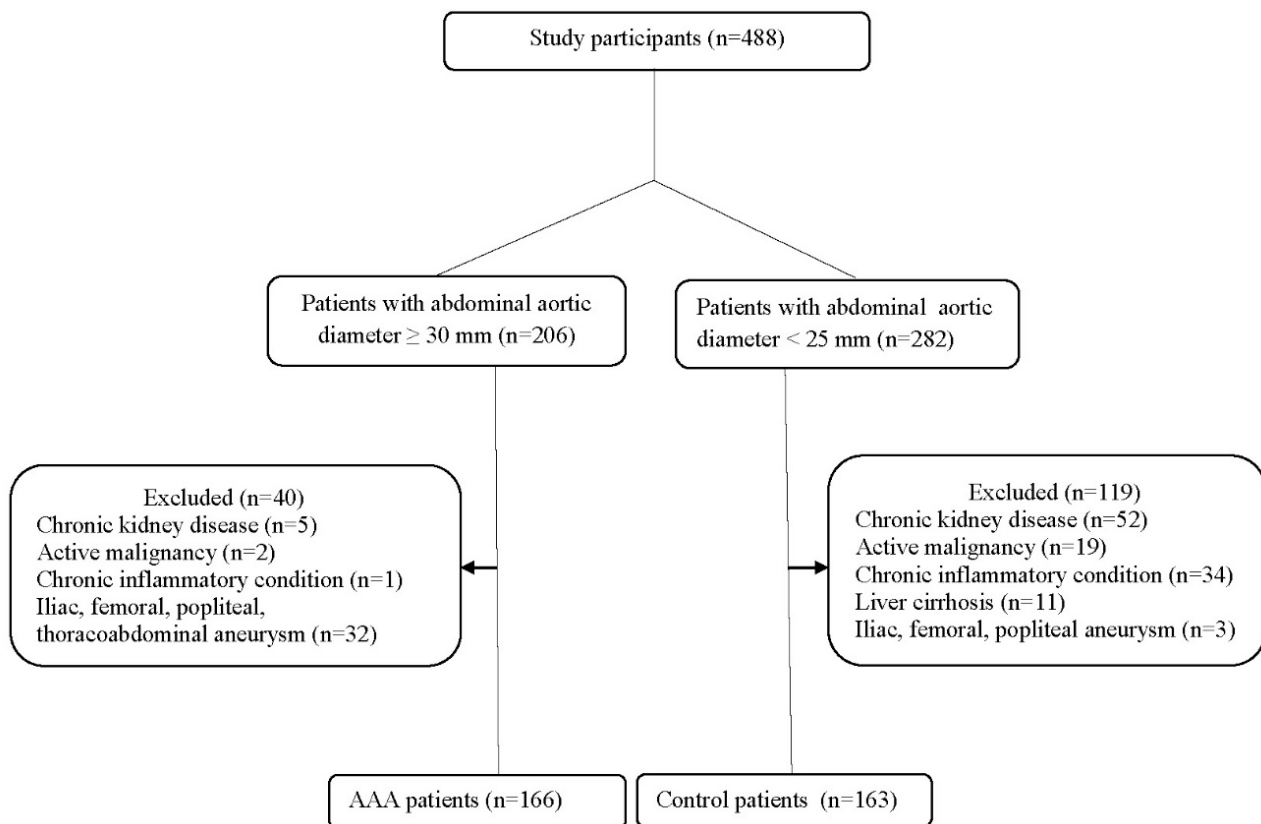 Study participants (n=488)
Patients with abdominal aortic
diameter ≥ 30 mm (n=206)
Patients with abdominal  aortic
diameter < 25 mm (n=282)
Excluded (n=40)
Chronic kidney disease (n=5)
Active malignancy (n=2)
Chronic inflammatory condition (n=1)
Iliac, femoral, popliteal,
thoracoabdominal aneurysm (n=32)
Excluded (n=119)
Chronic kidney disease (n=52)
Active malignancy (n=19)
Chronic inflammatory condition (n=34)
Liver cirrhosis (n=11)
Iliac, femoral, popliteal aneurysm (n=3)
AAA patients (n=166)
Control patients  (n=163)